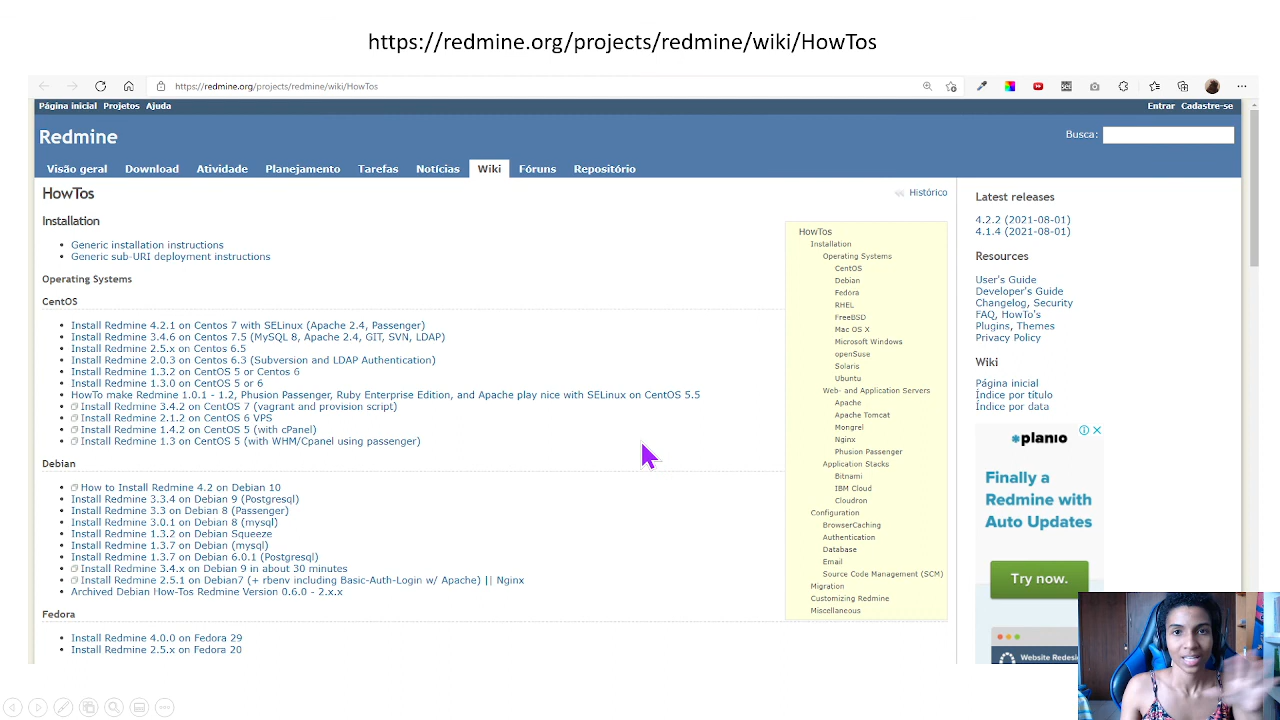 https://redmine.org/projects/redmine/wiki/HowTos
https://redmine.org/projects/redmine/wiki/HowTos
Página inicial Projetos Ajuda
Entrar Cadastre-se
Redmine
Busca:
Visão geral Download Atividade Planejamento Tarefas Notícias Wiki Fóruns Repositório
HowTos
Histórico
Installation
Generic installation instructions
Generic sub-URI deployment instructions
Operating Systems
CentOS
Install Redmine 4.2.1 on Centos 7 with SELinux (Apache 2.4, Passenger)
Install Redmine 3.4.6 on Centos 7.5 (MySQL 8, Apache 2.4, GIT, SVN, LDAP)
Install Redmine 2.5.x on Centos 6.5
Install Redmine 2.0.3 on Centos 6.3 (Subversion and LDAP Authentication)
Install Redmine 1.3.2 on CentOS 5 or Centos 6
Install Redmine 1.3.0 on CentOS 5 or 6
HowTo make Redmine 1.0.1 - 1.2, Phusion Passenger, Ruby Enterprise Edition, and Apache play nice with SELinux on CentOS 5.5
Install Redmine 3.4.2 on CentOS 7 (vagrant and provision script)
Install Redmine 2.1.2 on CentOS 6 VPS
Install Redmine 1.4.2 on CentOS 5 (with cPanel)
Install Redmine 1.3 on CentOS 5 (with WHM/Cpanel using passenger)
Debian
How to Install Redmine 4.2 on Debian 10
Install Redmine 3.3.4 on Debian 9 (Postgresql)
Install Redmine 3.3 on Debian 8 (Passenger)
Install Redmine 3.0.1 on Debian 8 (mysql)
Install Redmine 1.3.2 on Debian Squeeze
Install Redmine 1.3.7 on Debian (mysql)
Install Redmine 1.3.7 on Debian 6.0.1 (Postgresql)
Install Redmine 3.4.x on Debian 9 in about 30 minutes
Install Redmine 2.5.1 on Debian7 (+ rbenv including Basic-Auth-Login w/ Apache) || Nginx
Archived Debian How-Tos Redmine Version 0.6.0 - 2.x.x
Fedora
Install Redmine 4.0.0 on Fedora 29
Install Redmine 2.5.x on Fedora 20
HowTos
Installation
Operating Systems
CentOS
Debian
Fedora
RHEL
FreeBSD
Mac OS X
Microsoft Windows
openSuse
Solaris
Ubuntu
Web- and Application Servers
Apache
Apache Tomcat
Mongrel
Nginx
Phusion Passenger
Application Stacks
Bitnami
IBM Cloud
Cloudron
Configuration
BrowserCaching
Authentication
Database
Email
Source Code Management (SCM)
Migration
Customizing Redmine
Miscellaneous
Latest releases
4.2.2 (2021-08-01)
4.1.4 (2021-08-01)
Resources
User's Guide
Developer's Guide
Changelog, Security
FAQ, HowTo's
Plugins, Themes
Privacy Policy
Wiki
Página inicial
Índice por título
Índice por data
planio
Finally a
Redmine with
Auto Updates
Try now.
Website Redesig